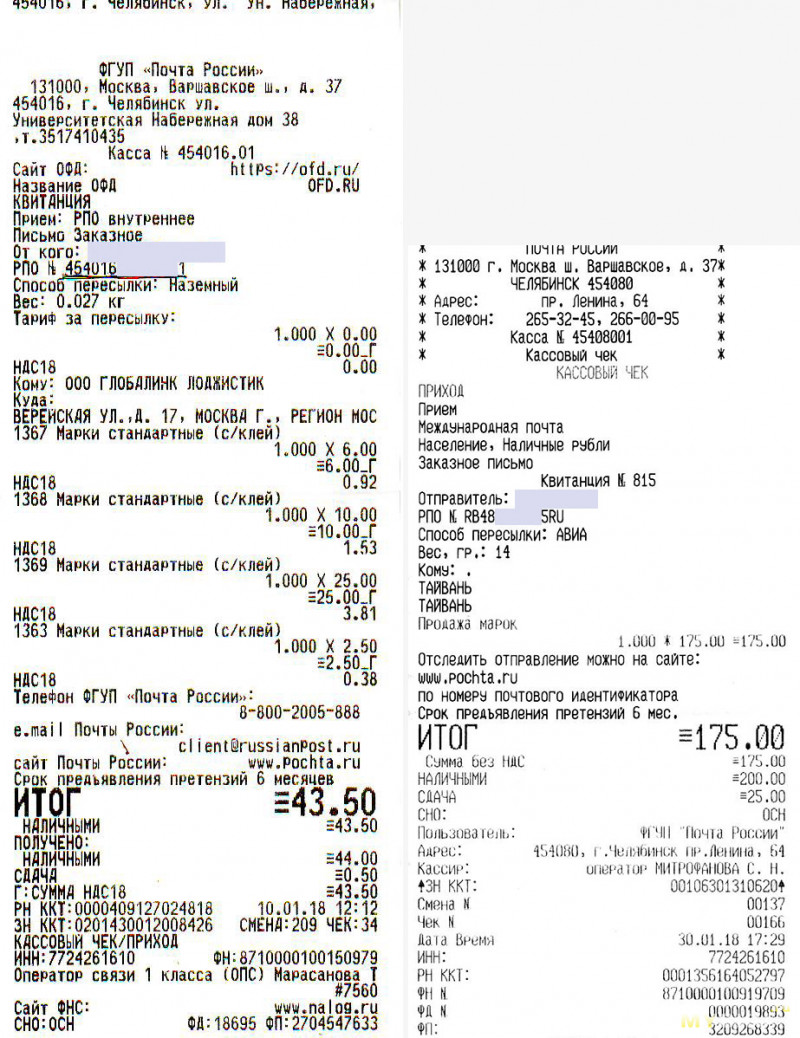 454016, г. Челябинск, ул. Ун. Набережная,
ФГУП «Почта России»
131000, Москва, Варшавское ш., д. 37
454016, г. Челябинск ул.
Университетская Набережная дом 38
,т.3517410435
Касса № 454016.01
Сайт ОФД: https://ofd.ru/
Название ОФД OFD.RU
КВИТАНЦИЯ
Прием: РПО внутреннее
Письмо Заказное
От кого:
РПО № 454016 1
Способ пересылки: Наземный
Вес: 0.027 кг
Тариф за пересылку:
1.000 X 0.00
≡0.00_Г
НДС18 0.00
Кому: ООО ГЛОБАЛИНК ЛОДЖИСТИК
Куда:
ВЕРЕЙСКАЯ УЛ.,Д. 17, МОСКВА Г., РЕГИОН МОС
1367 Марки стандартные (с/клей)
1.000 X 6.00
≡6.00_Г
НДС18 0.92
1368 Марки стандартные (с/клей)
1.000 X 10.00
≡10.00_Г
НДС18 1.53
1369 Марки стандартные (с/клей)
1.000 X 25.00
≡25.00_Г
НДС18 3.81
1363 Марки стандартные (с/клей)
1.000 X 2.50
≡2.50_Г
НДС18 0.38
Телефон ФГУП «Почта России»:
8-800-2005-888
e.mail Почты России:
client@russianpost.ru
сайт Почты России: www.pochta.ru
Срок предъявления претензий 6 месяцев
ИТОГ ≡43.50
НАЛИЧНЫМИ ≡43.50
ПОЛУЧЕНО:
НАЛИЧНЫМИ ≡44.00
СДАЧА ≡0.50
Г:СУММА НДС18 ≡43.50
РН ККТ:0000409127024818 10.01.18 12:12
ЗН ККТ:0201430012008426 СМЕНА:209 ЧЕК:34
КАССОВЫЙ ЧЕК/ПРИХОД
ИНН:7724261610 ФН:8710000100150979
Оператор связи 1 класса (ОПС) Марасанова Т
#7560
Сайт ФНС: www.nalog.ru
СНО:ОСН ФД:18695 ФП:2704547633
* ПОЧТА РОССИИ *
* 131000 г. Москва ш. Варшавское, д. 37*
* ЧЕЛЯБИНСК 454080 *
* Адрес: пр. Ленина, 64 *
* Телефон: 265-32-45, 266-00-95 *
* Касса № 45408001 *
* Кассовый чек *
КАССОВЫЙ ЧЕК
ПРИХОД
Прием
Международная почта
Население, Наличные рубли
Заказное письмо
Квитанция № 815
Отправитель:
РПО № RB48 5RU
Способ пересылки: АВИА
Вес, гр.: 14
Кому: .
ТАЙВАНЬ
ТАЙВАНЬ
Продажа марок
1.000 * 175.00 ≡175.00
Отследить отправление можно на сайте:
www.pochta.ru
по номеру почтового идентификатора
Срок предъявления претензий 6 мес.
ИТОГ ≡175.00
Сумма без НДС ≡175.00
НАЛИЧНЫМИ ≡200.00
СДАЧА ≡25.00
СНО: ОСН
Пользователь: ФГУП "Почта России"
Адрес: 454080, г.Челябинск пр.Ленина, 64
Кассир: оператор МИТРОФАНОВА С. Н.
↑ЗН ККТ: 00106301310620↑
Смена N 00137
Чек N 00166
Дата Время 30.01.18 17:29
ИНН: 7724261610
РН ККТ: 0001356164052797
ФН N 8710000100919709
ФД N 0000019893
ФП: 3209268339